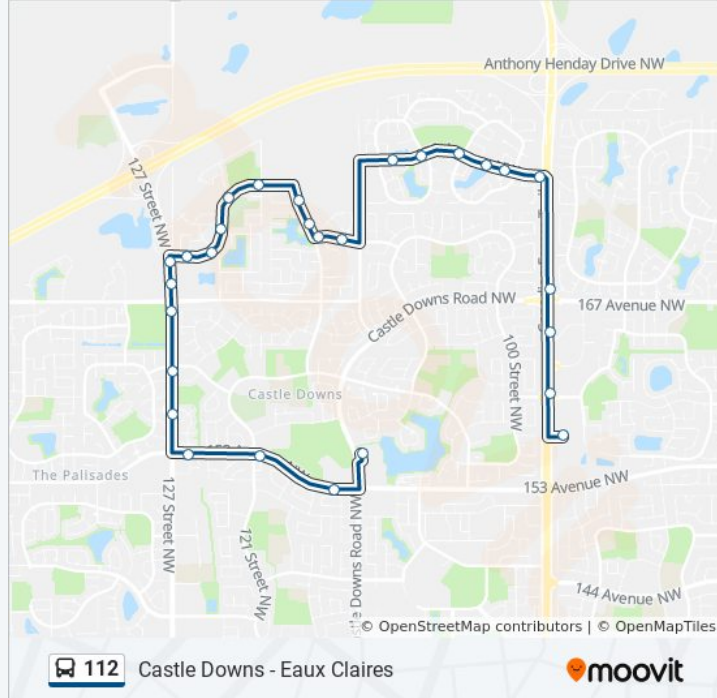 Anthony Henday Drive NW
127 Street NW
167 Avenue NW
Castle Downs Road NW
100 Street NW
Castle Downs
The Palisades
153 Avenue NW
127 Street NW
121 Street NW
stle Downs Road NW
144 Avenue NW
© OpenStreetMap contributors | © OpenMapTiles
112 Castle Downs - Eaux Claires
moovit